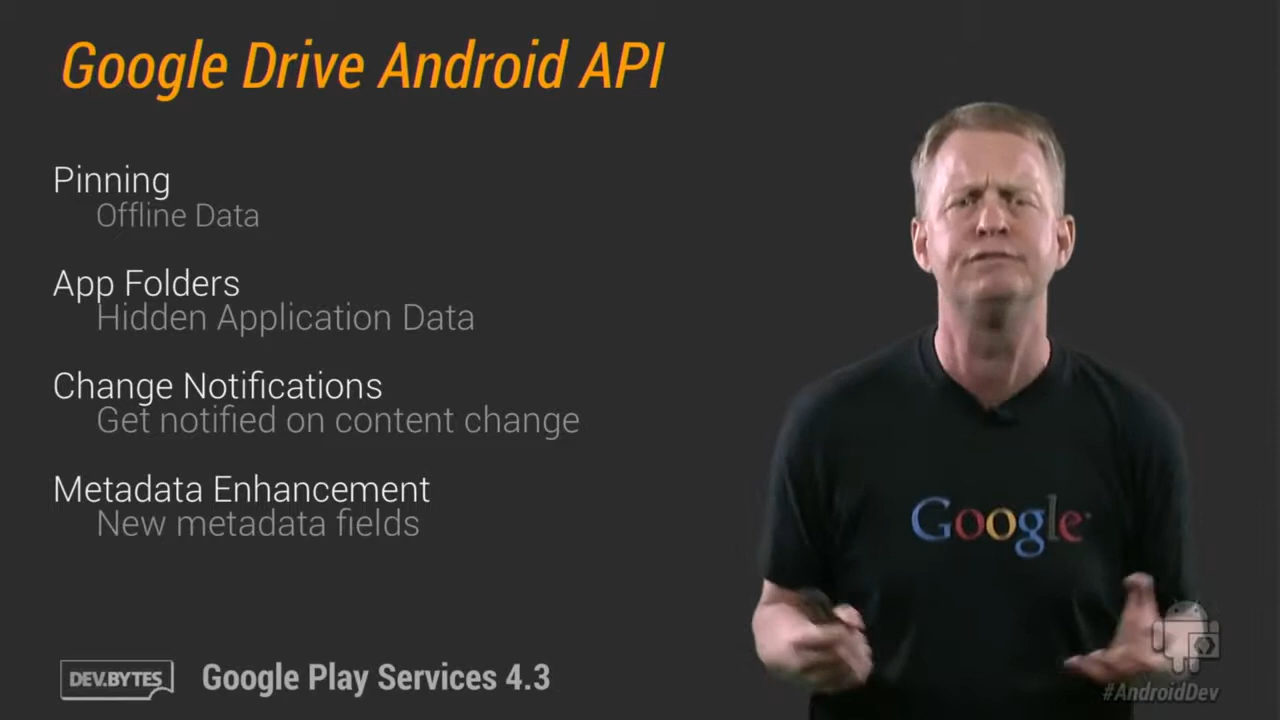 Google Drive Android API
Pinning
Offline Data
App Folders
Hidden Application Data
Change Notifications
Get notified on content change
Metadata Enhancement
New metadata fields
Google
DEV.BYTES
Google Play Services 4.3
#AndroidDev